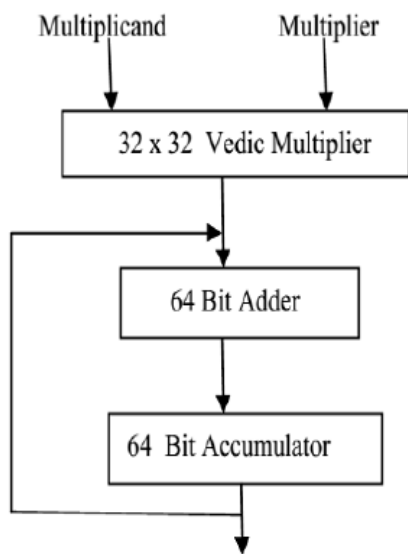 Multiplicand
Multiplier
32 x 32 Vedic Multiplier
64 Bit Adder
64 Bit Accumulator